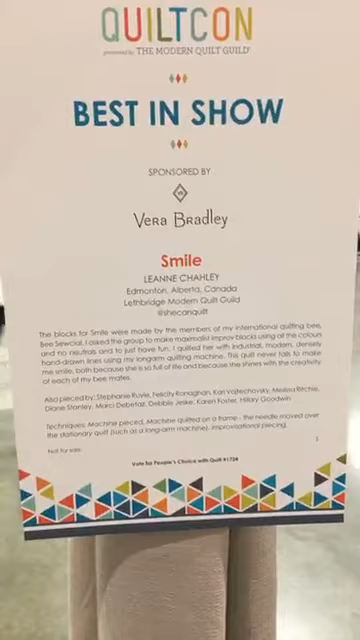 QUILTCON
presented by THE MODERN QUILT GUILD
BEST IN SHOW
SPONSORED BY
VB
Vera Bradley
Smile
LEANNE CHAHLEY
Edmonton, Alberta, Canada
Lethbridge Modern Quilt Guild
@shecanquilt
The blocks for Smile were made by the members of my international quilting bee,
Bee Sewcial. I asked the group to make maximalist improv blocks using all the colours
and no neutrals and to just have fun. I quilted her with industrial, modern, density
hand-drawn lines using my longarm quilting machine. This quilt never fails to make
me smile, both because she is so full of life and because she shines with the creativity
of each of my bee mates.
Also pieced by: Stephanie Ruyle, Felicity Ronaghan, Kari Vojtechovsky, Melissa Ritchie,
Diane Stanley, Marci Debetaz, Debbie Jeske, Karen Foster, Hillary Goodwin
Techniques: Machine pieced, Machine quilted on a frame - the needle moved over
the stationary quilt (such as a long-arm machine), improvisational piecing
Not for sale
Vote for People's Choice with Quilt #1724